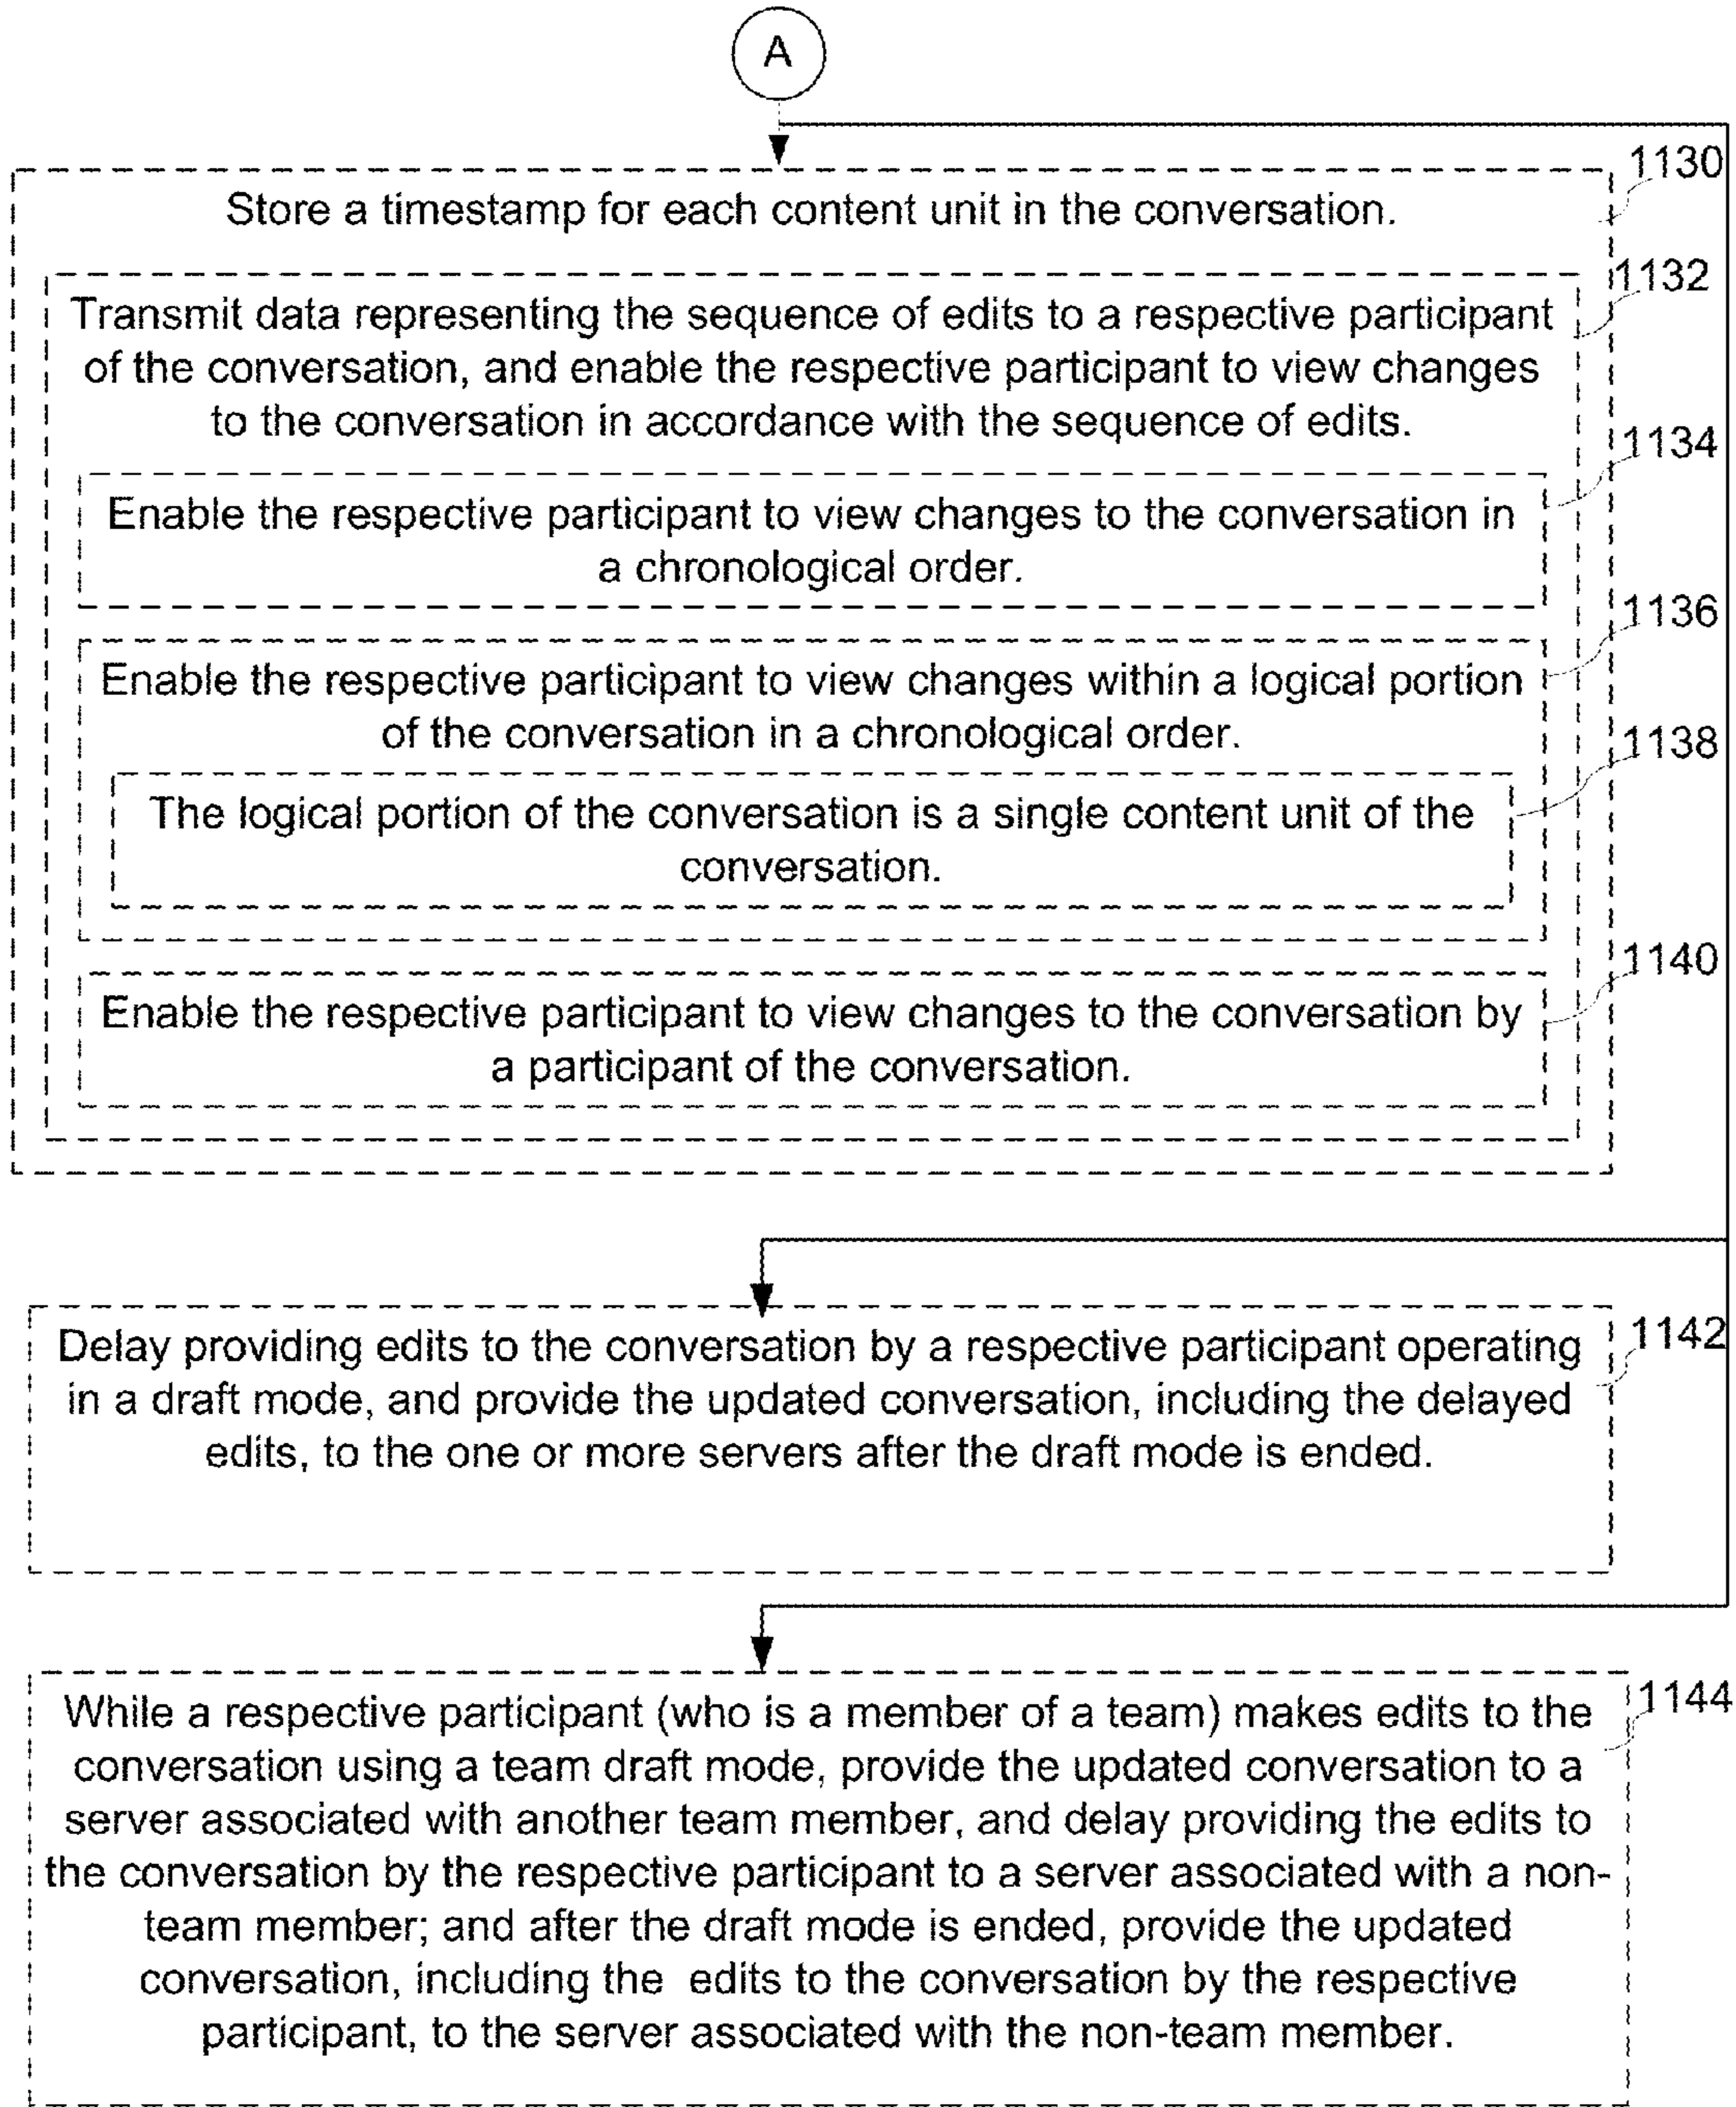 A
1130
Store a timestamp for each content unit in the conversation.
1132
Transmit data representing the sequence of edits to a respective participant
of the conversation, and enable the respective participant to view changes
to the conversation in accordance with the sequence of edits.
1134
Enable the respective participant to view changes to the conversation in
a chronological order.
1136
Enable the respective participant to view changes within a logical portion
of the conversation in a chronological order.
1138
The logical portion of the conversation is a single content unit of the
conversation.
1140
Enable the respective participant to view changes to the conversation by
a participant of the conversation.
1142
Delay providing edits to the conversation by a respective participant operating
in a draft mode, and provide the updated conversation, including the delayed
edits, to the one or more servers after the draft mode is ended.
1144
While a respective participant (who is a member of a team) makes edits to the
conversation using a team draft mode, provide the updated conversation to a
server associated with another team member, and delay providing the edits to
the conversation by the respective participant to a server associated with a non-
team member; and after the draft mode is ended, provide the updated
conversation, including the edits to the conversation by the respective
participant, to the server associated with the non-team member.